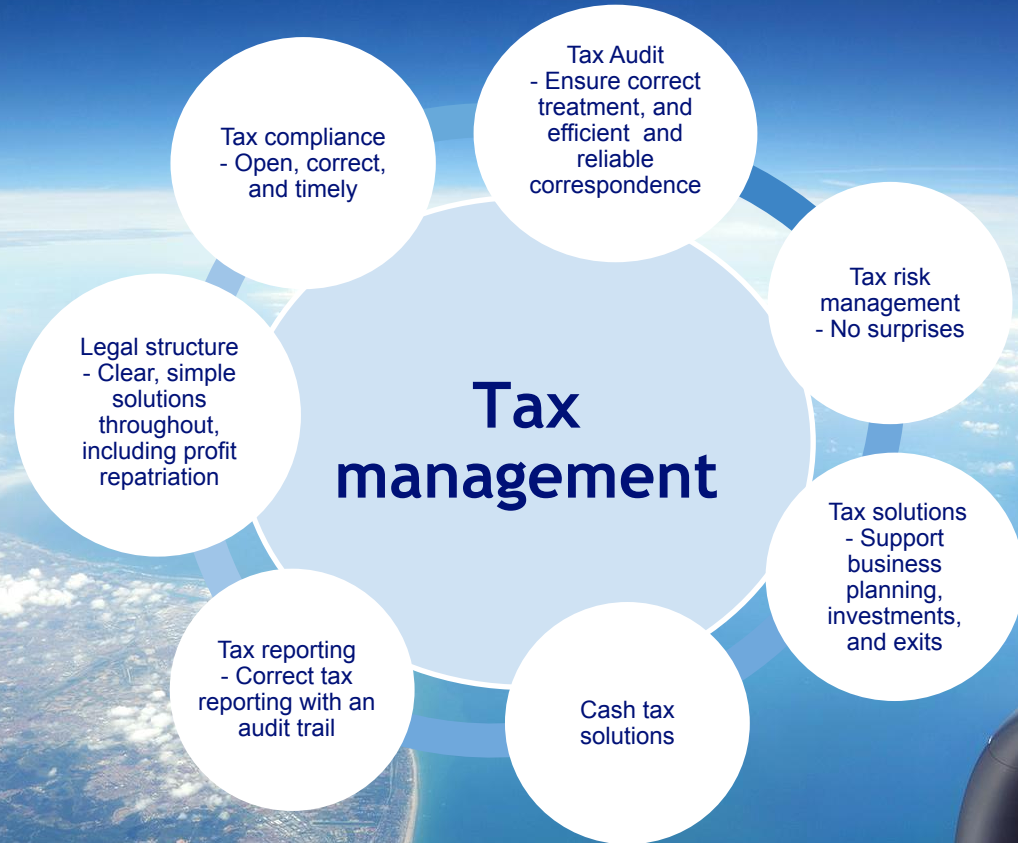 Tax Audit
- Ensure correct
treatment, and
efficient  and
reliable
correspondence
Tax compliance
- Open, correct,
and timely
Tax risk
management
- No surprises
Legal structure
- Clear, simple
solutions
throughout,
including profit
repatriation
Tax
management
Tax solutions
- Support
business
planning,
investments,
and exits
Tax reporting
- Correct tax
reporting with an
audit trail
Cash tax
solutions